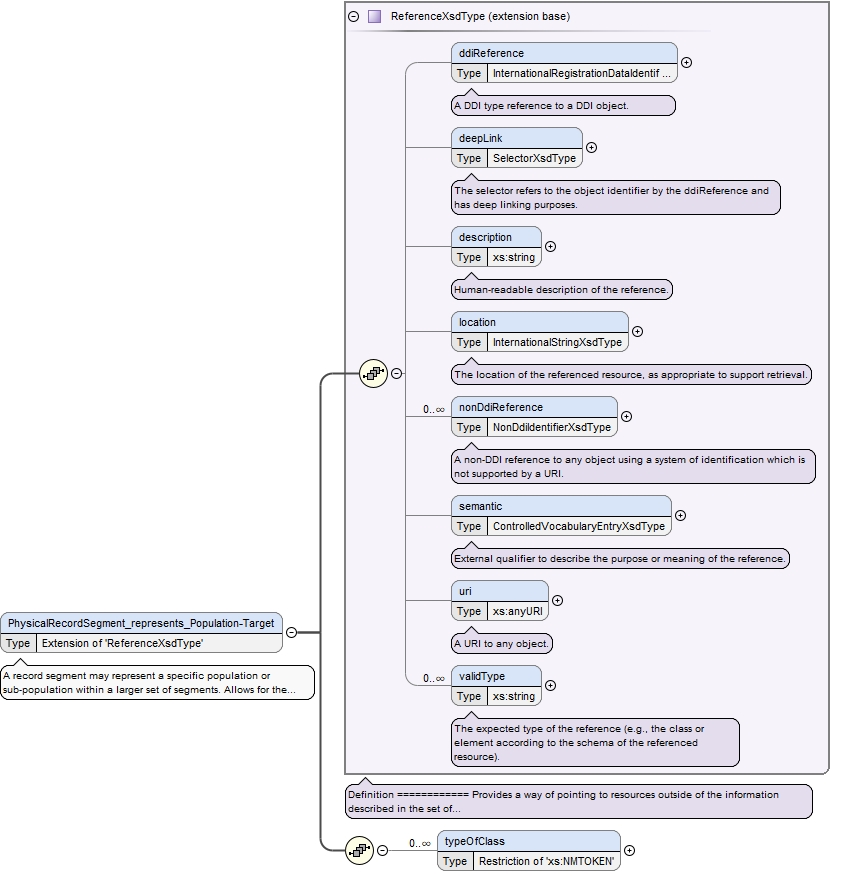 ReferenceXsdType (extension base)
ddiReference
Type InternationalRegistrationDataIdentif ...
A DDI type reference to a DDI object.
deepLink
Type SelectorXsdType
The selector refers to the object identifier by the ddiReference and
has deep linking purposes.
description
Type xs:string
Human-readable description of the reference.
location
Type InternationalStringXsdType
The location of the referenced resource, as appropriate to support retrieval.
0..∞ nonDdiReference
Type NonDdiIdentifierXsdType
A non-DDI reference to any object using a system of identification which is
not supported by a URI.
semantic
Type ControlledVocabularyEntryXsdType
External qualifier to describe the purpose or meaning of the reference.
uri
Type xs:anyURI
A URI to any object.
0..∞ validType
Type xs:string
The expected type of the reference (e.g., the class or
element according to the schema of the referenced
resource).
PhysicalRecordSegment_represents_Population-Target
Type Extension of 'ReferenceXsdType'
A record segment may represent a specific population or
sub-population within a larger set of segments. Allows for the...
Definition ============ Provides a way of pointing to resources outside of the information
described in the set of...
0..∞ typeOfClass
Type Restriction of 'xs:NMTOKEN'